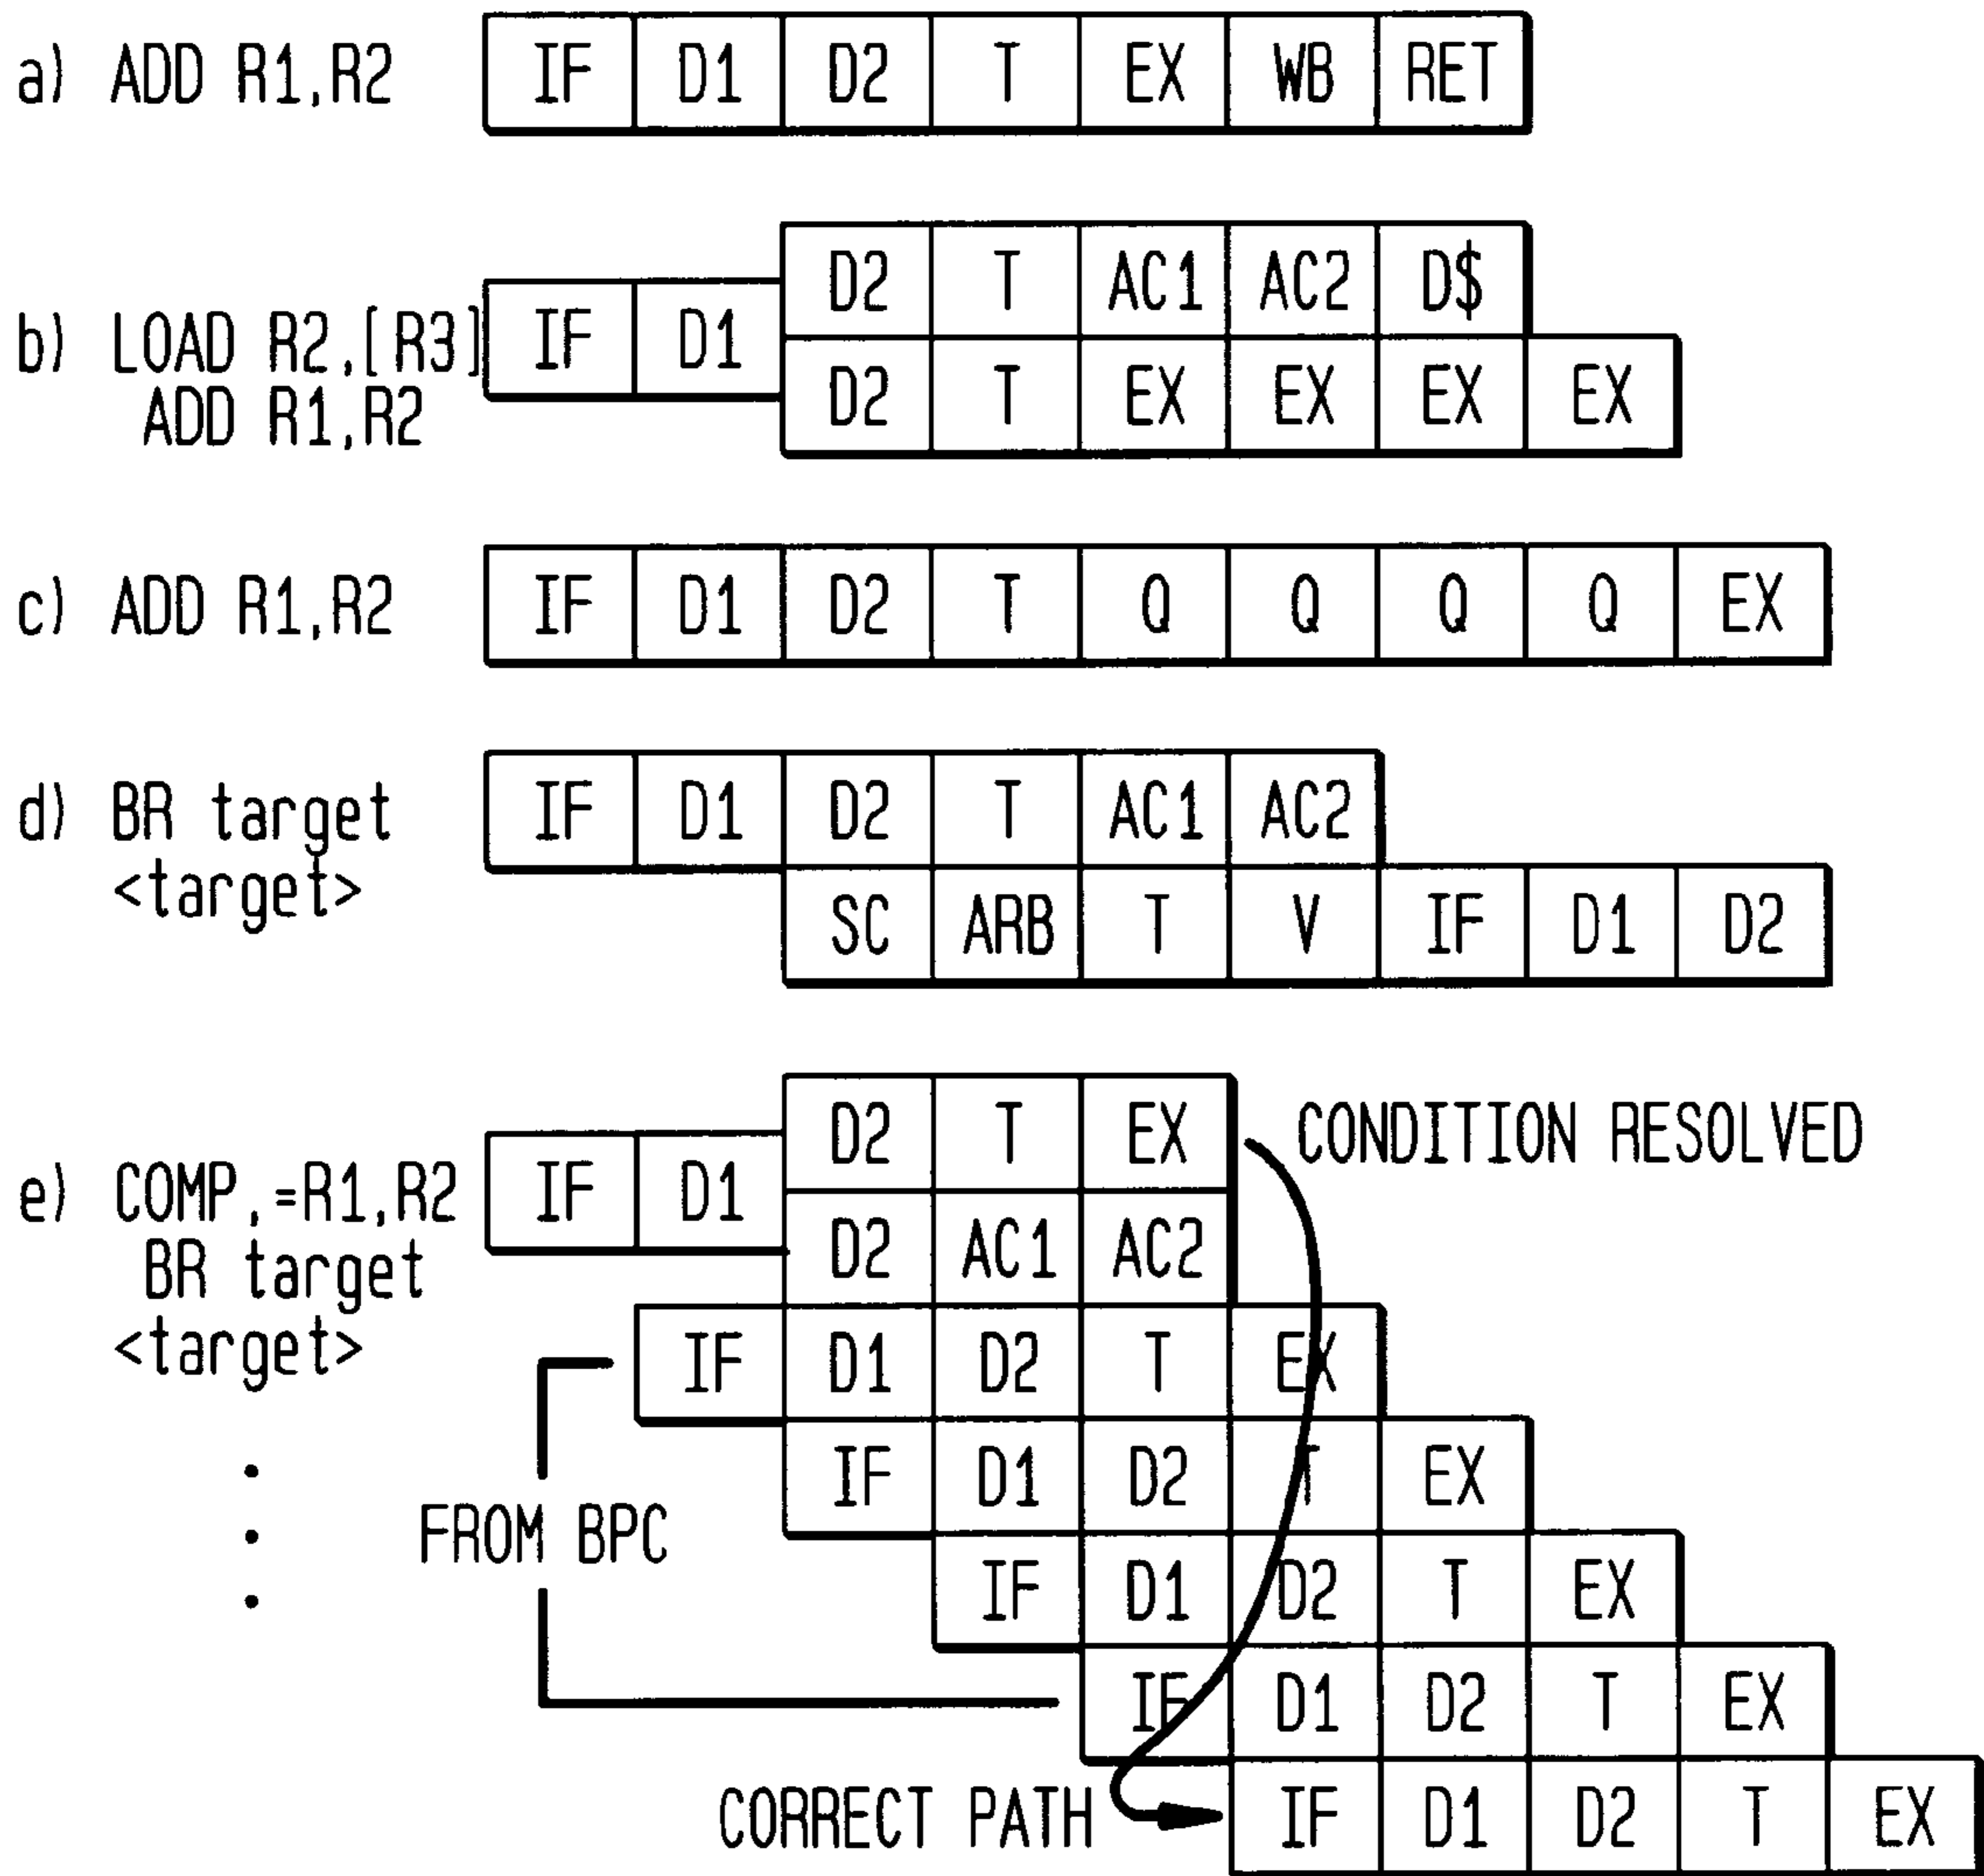 a) ADD R1,R2 IF D1 D2 T EX WB RET
D2 T AC1 AC2 D$
b) LOAD R2,[R3] IF D1
ADD R1,R2 D2 T EX EX EX EX
c) ADD R1,R2 IF D1 D2 T Q Q Q Q EX
d) BR target IF D1 D2 T AC1 AC2
<target> SC ARB T V IF D1 D2
D2 T EX CONDITION RESOLVED
e) COMP,=R1,R2 IF D1
BR target D2 AC1 AC2
<target> IF D1 D2 T EX
IF D1 D2 T EX
FROM BPC
IF D1 D2 T EX
IF D1 D2 T EX
CORRECT PATH IF D1 D2 T EX